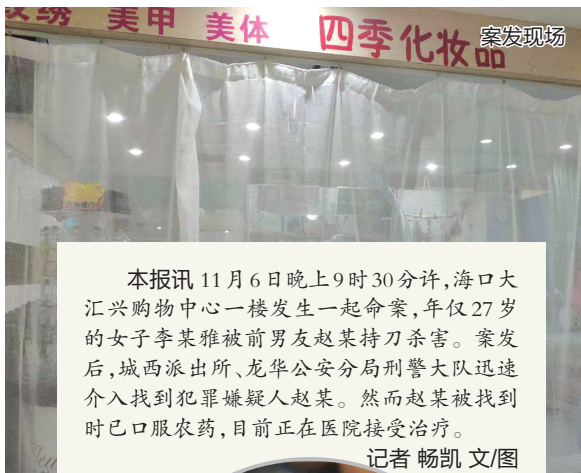 纹绣 美甲 美体 四季化妆品
案发现场
本报讯 11月6日晚上9时30分许,海口大
汇兴购物中心一楼发生一起命案,年仅27岁
的女子李某雅被前男友赵某持刀杀害。案发
后,城西派出所、龙华公安分局刑警大队迅速
介入找到犯罪嫌疑人赵某。然而赵某被找到
时已口服农药,目前正在医院接受治疗。
记者 畅凯 文/图